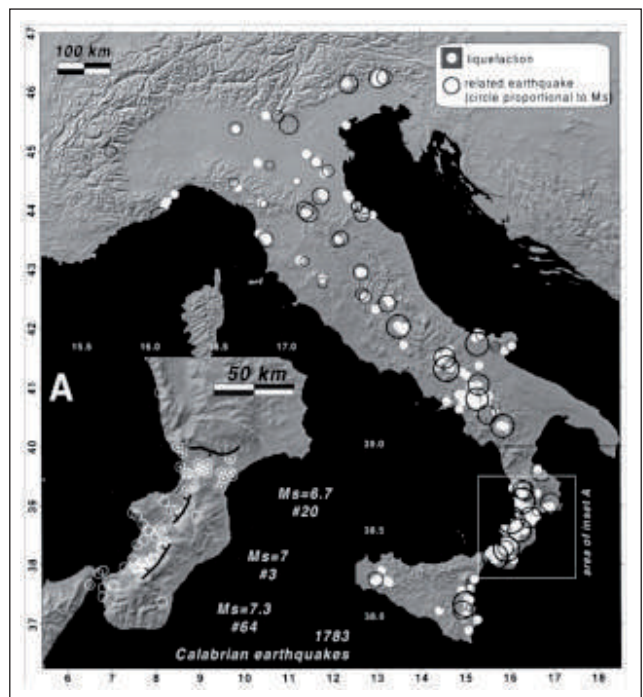 100 km
liquefaction
related earthquake
(circle proportional to Ms)
47
46
45
44
43
42
41
40
39
38
37
15.5
16.0
16.5
17.0
A
50 km
39.0
38.5
38.0
Ms=6.7
#20
Ms=7
#3
Ms=7.3
#64
1783
Calabrian earthquakes
area of inset A
6 7 8 9 10 11 12 13 14 15 16 17 18